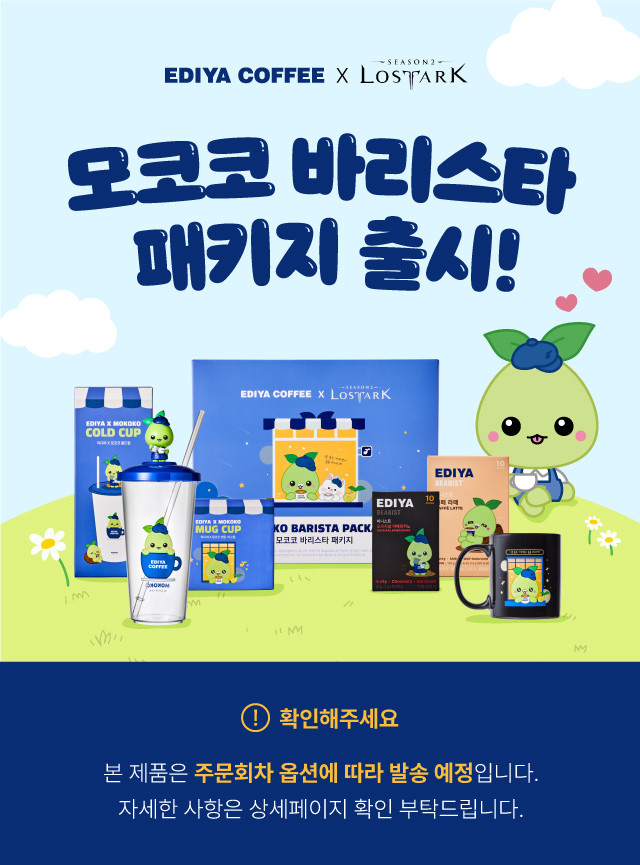 EDIYA COFFEE X SEASON2 LOSTARK
모코코 바리스타
패키지 출시!
EDIYA COFFEE X SEASON2 LOSTARK
EDIYA X MOKOKO
COLD CUP
EDIYA X MOKOKO
MUG CUP
KO BARISTA PACKA
모코코 바리스타 패키지
EDIYA
BEANIST
EDIYA
BEANIST
CAFFÈ LATTE
EDIYA
COFFEE
MOKOKO
확인해주세요
본 제품은 주문회차 옵션에 따라 발송 예정입니다.
자세한 사항은 상세페이지 확인 부탁드립니다.